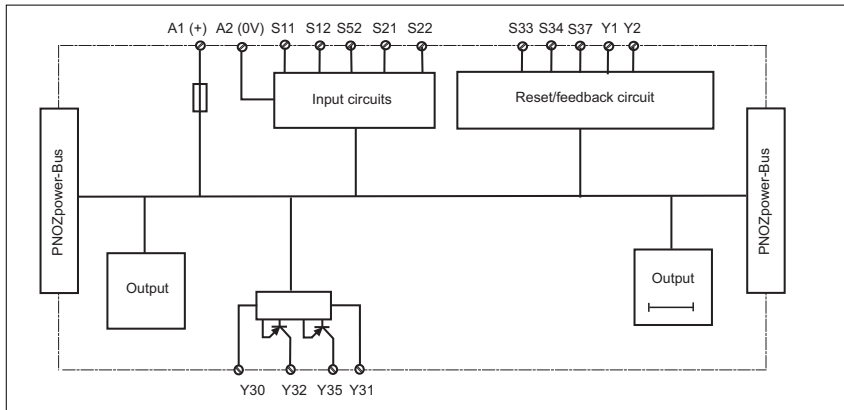 A1 (+) A2 (0V) S11 S12 S52 S21 S22 S33 S34 S37 Y1 Y2
Input circuits
Reset/feedback circuit
PNOZpower-Bus
PNOZpower-Bus
Output
Output
Y30 Y32 Y35 Y31